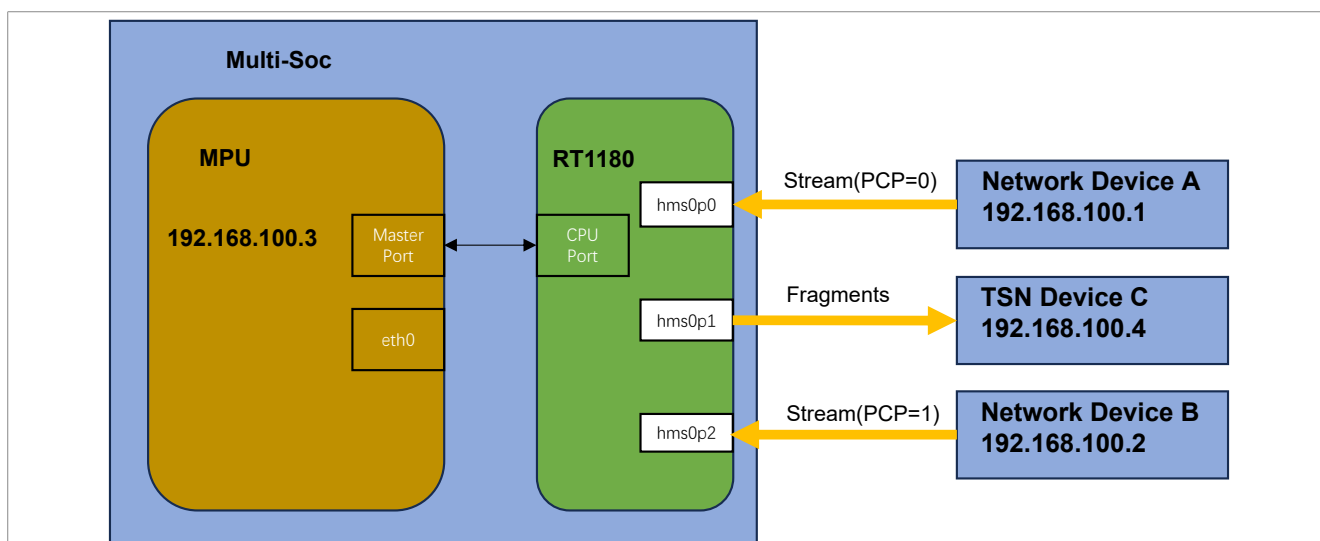 Multi-Soc
MPU
192.168.100.3
Master
Port
eth0
RT1180
CPU
Port
hms0p0
hms0p1
hms0p2
Stream(PCP=0)
Fragments
Stream(PCP=1)
Network Device A
192.168.100.1
TSN Device C
192.168.100.4
Network Device B
192.168.100.2